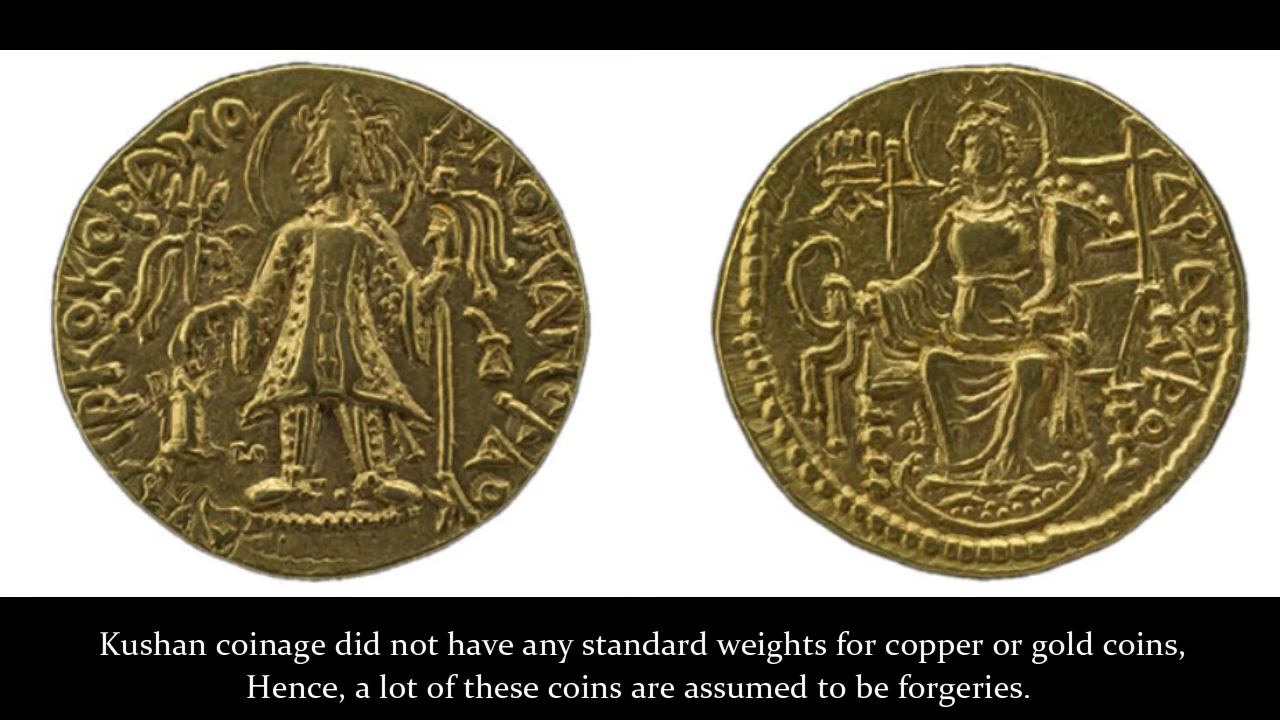 ΑΡΔΟΧϷΟ
Kushan coinage did not have any standard weights for copper or gold coins,
Hence, a lot of these coins are assumed to be forgeries.